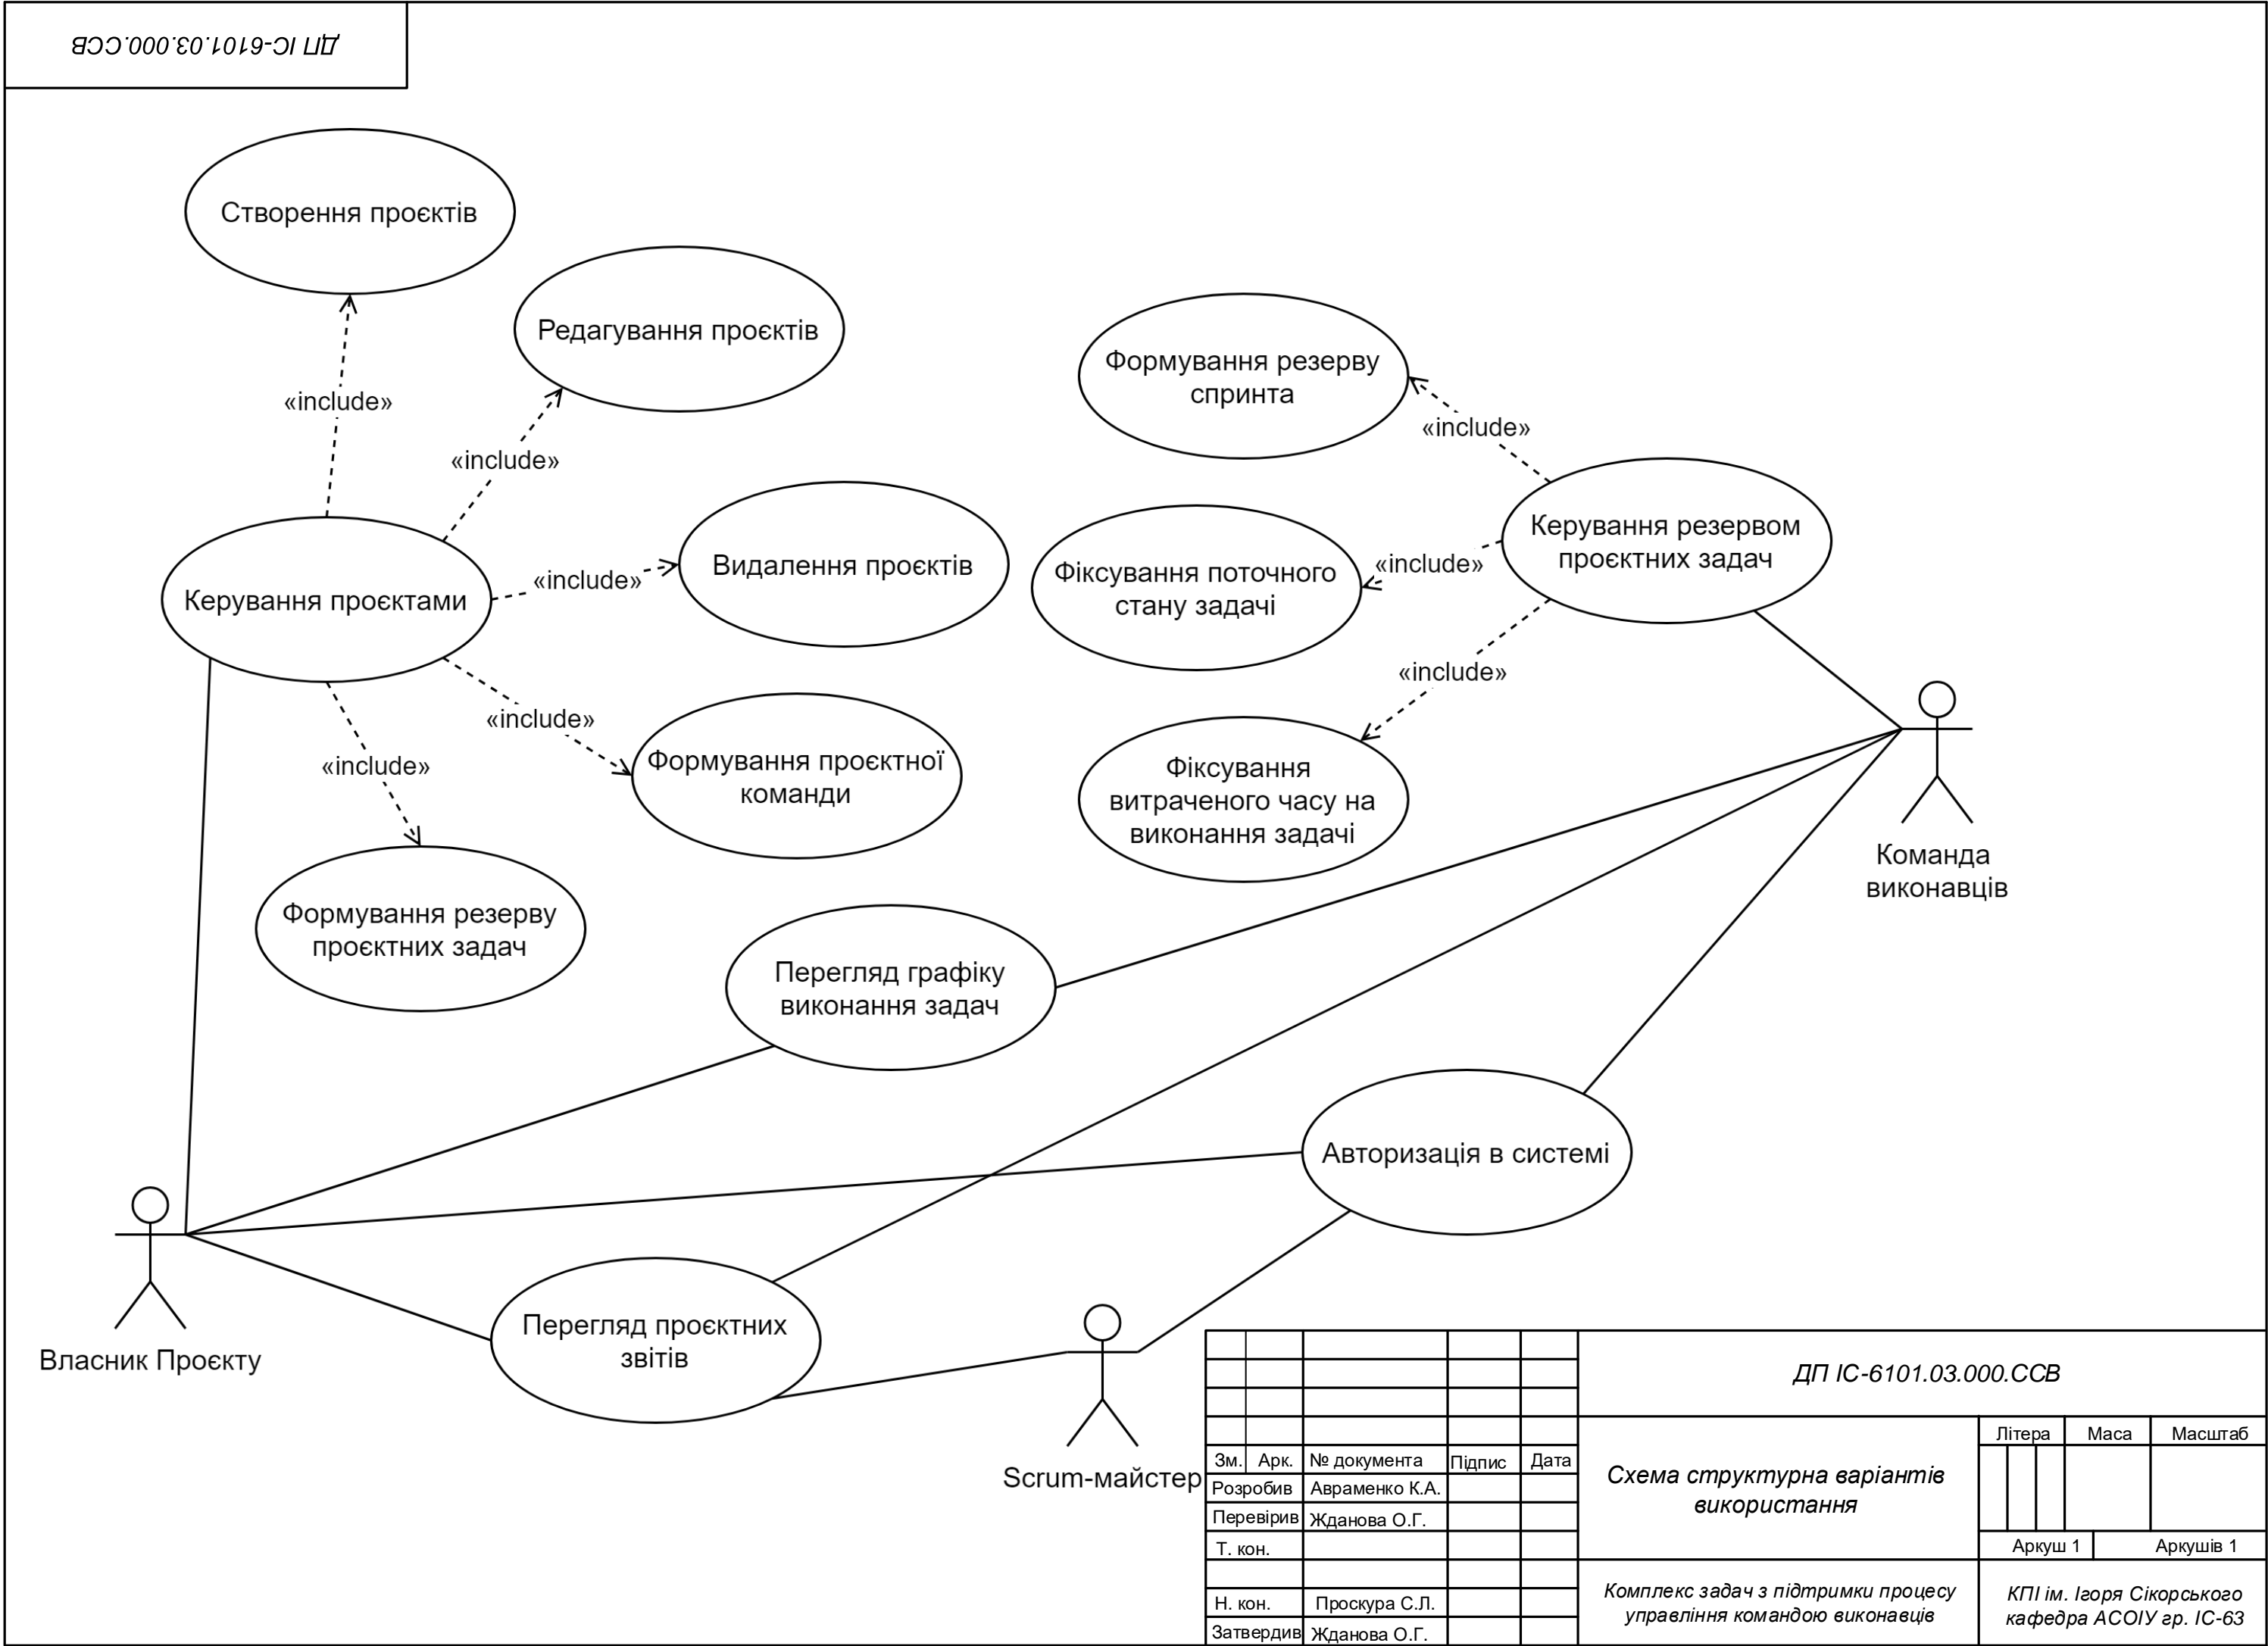 ДП ІС-6101.03.000.ССВ
Створення проєктів
Редагування проєктів
«include»
«include»
Видалення проєктів
«include»
Керування проєктами
«include»
Формування проєктної
команди
«include»
Формування резерву
проєктних задач
Формування резерву
спринта
«include»
Керування резервом
проєктних задач
«include»
Фіксування поточного
стану задачі
«include»
Фіксування
витраченого часу на
виконання задачі
Команда
виконавців
Перегляд графіку
виконання задач
Авторизація в системі
Власник Проєкту
Перегляд проєктних
звітів
Scrum-майстер
ДП ІС-6101.03.000.ССВ
Зм. Арк. № документа Підпис Дата
Розробив Авраменко К.А.
Перевірив Жданова О.Г.
Т. кон.
Н. кон. Проскура С.Л.
Затвердив Жданова О.Г.
Схема структурна варіантів
використання
Літера Маса Масштаб
Аркуш 1 Аркушів 1
Комплекс задач з підтримки процесу
управління командою виконавців
КПІ ім. Ігоря Сікорського
кафедра АСОІУ гр. ІС-63